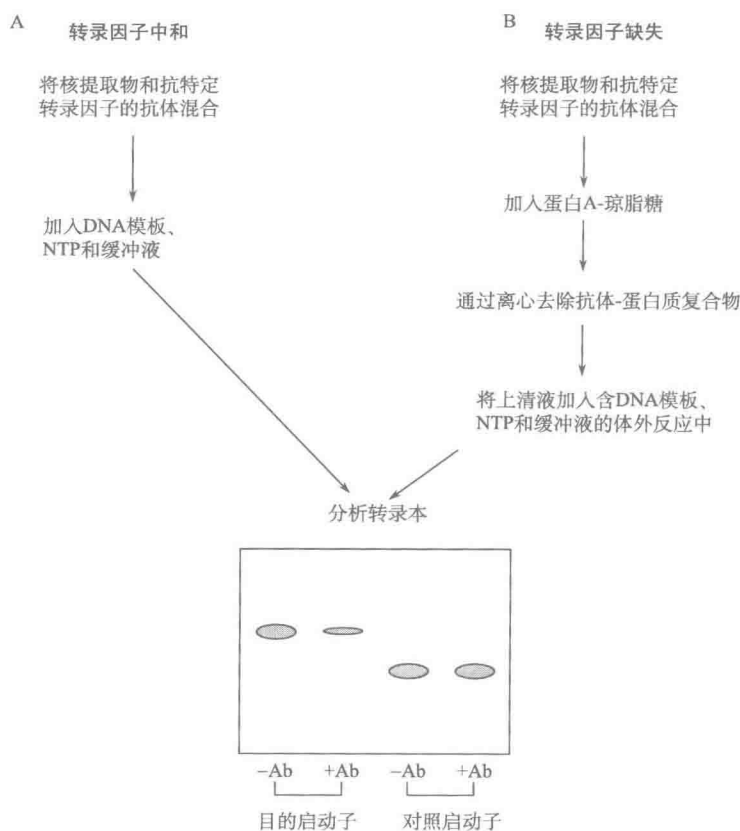 A
转录因子中和
将核提取物和抗特定
转录因子的抗体混合
加入DNA模板、
NTP和缓冲液
B
转录因子缺失
将核提取物和抗特定
转录因子的抗体混合
加入蛋白A-琼脂糖
通过离心去除抗体-蛋白质复合物
将上清液加入含DNA模板、
NTP和缓冲液的体外反应中
分析转录本
–Ab +Ab –Ab +Ab
目的启动子 对照启动子